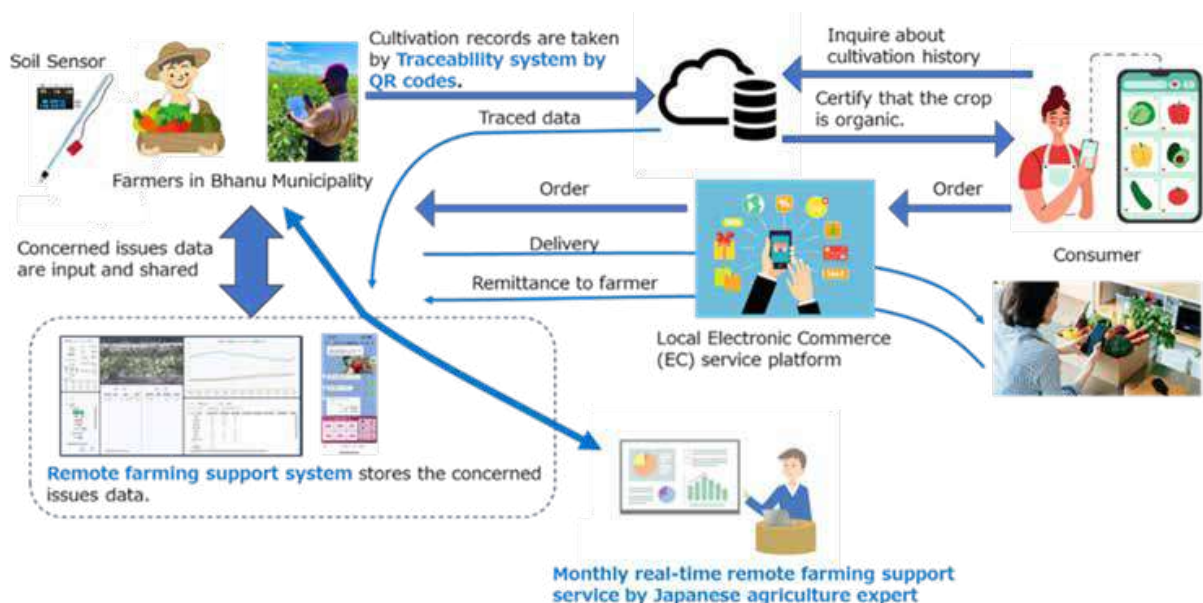 Soil Sensor
Farmers in Bhanu Municipality
Cultivation records are taken
by Traceability system by
QR codes.
Traced data
Inquire about
cultivation history
Certify that the crop
is organic.
Order
Order
Delivery
Remittance to farmer
Consumer
Local Electronic Commerce
(EC) service platform
Concerned issues data
are input and shared
Remote farming support system stores the concerned
issues data.
Monthly real-time remote farming support
service by Japanese agriculture expert